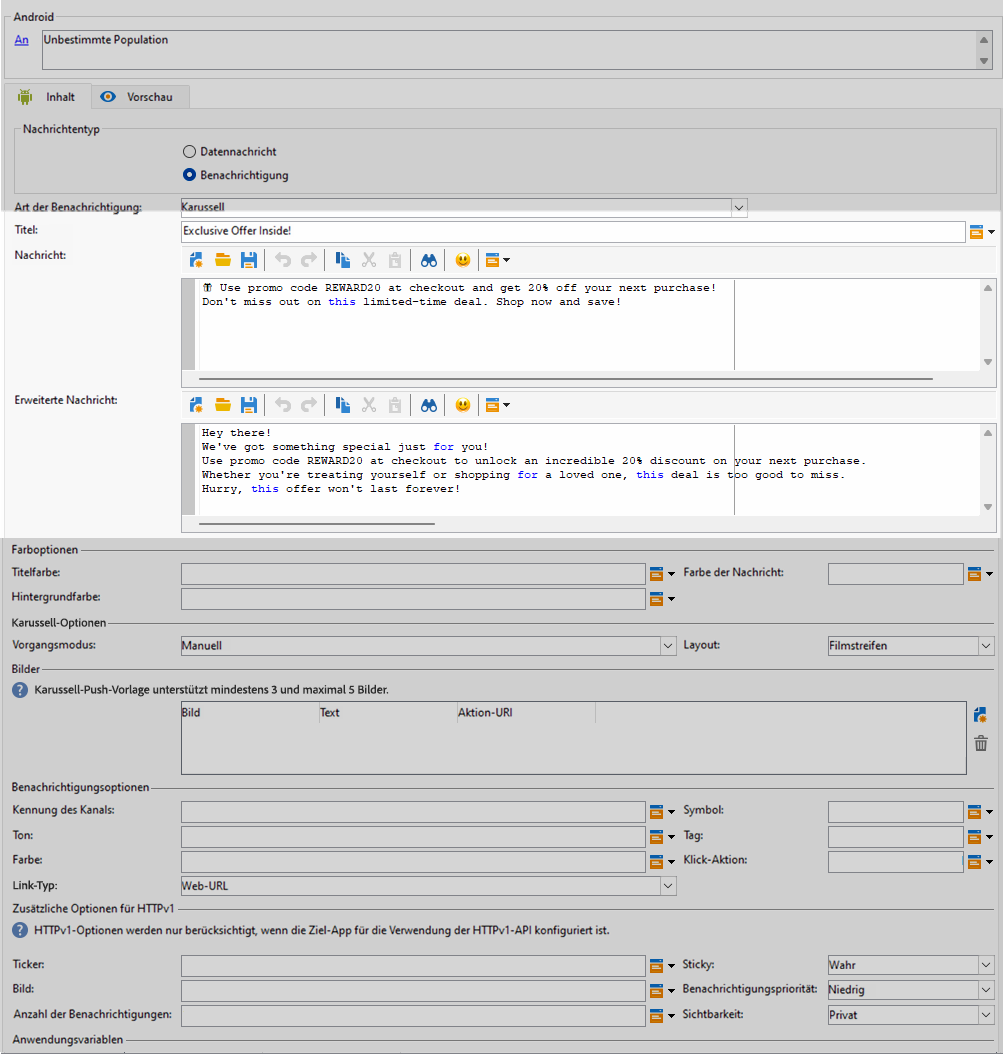 Android
An
Unbestimmte Population
Inhalt
Vorschau
Nachrichtentyp
Datennachricht
Benachrichtigung
Art der Benachrichtigung:
Karussell
Titel:
Exclusive Offer Inside!
Nachricht:
Use promo code REWARD20 at checkout and get 20% off your next purchase!
Don't miss out on this limited-time deal. Shop now and save!
Erweiterte Nachricht:
Hey there!
We've got something special just for you!
Use promo code REWARD20 at checkout to unlock an incredible 20% discount on your next purchase.
Whether you're treating yourself or shopping for a loved one, this deal is too good to miss.
Hurry, this offer won't last forever!
Farboptionen
Titelfarbe:
Farbe der Nachricht:
Hintergrundfarbe:
Karussell-Optionen
Vorgangsmodus:
Manuell
Layout:
Filmstreifen
Bilder
Karussell-Push-Vorlage unterstützt mindestens 3 und maximal 5 Bilder.
Bild
Text
Aktion-URI
Benachrichtigungsoptionen
Kennung des Kanals:
Symbol:
Ton:
Tag:
Farbe:
Klick-Aktion:
Link-Typ:
Web-URL
Zusätzliche Optionen für HTTPv1
HTTPv1-Optionen werden nur berücksichtigt, wenn die Ziel-App für die Verwendung der HTTPv1-API konfiguriert ist.
Ticker:
Sticky:
Wahr
Bild:
Benachrichtigungspriorität:
Niedrig
Anzahl der Benachrichtigungen:
Sichtbarkeit:
Privat
Anwendungsvariablen